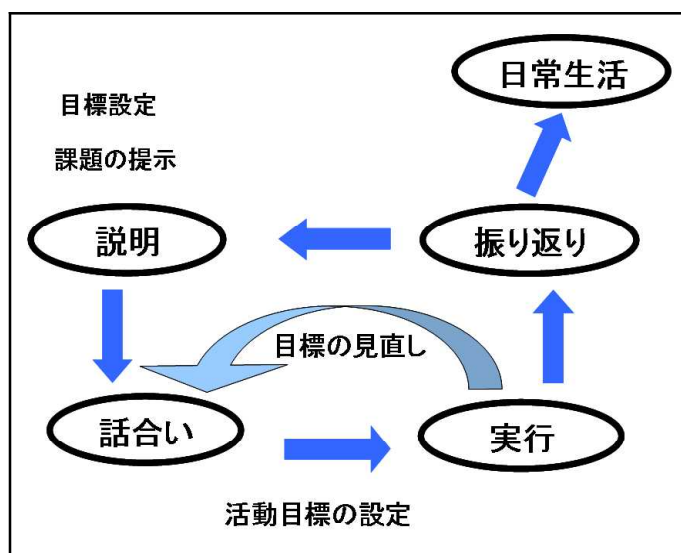 日常生活
目標設定
課題の提示
説明
振り返り
目標の見直し
話合い
実行
活動目標の設定